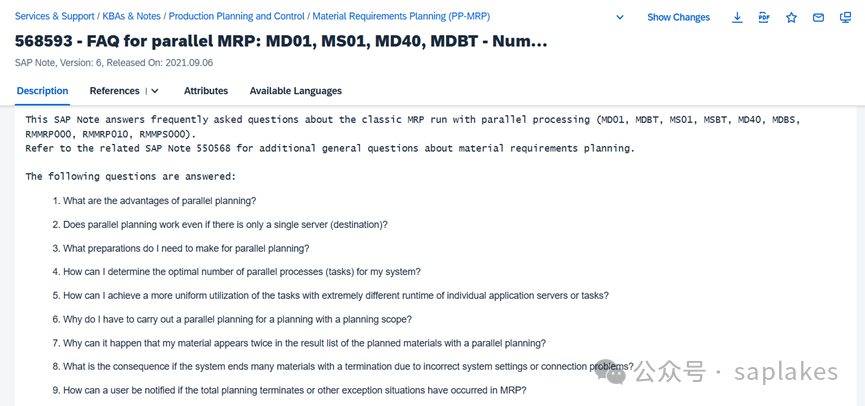 Services & Support / KBAs & Notes / Production Planning and Control / Material Requirements Planning (PP-MRP)
Show Changes
PDF
568593 - FAQ for parallel MRP: MD01, MS01, MD40, MDBT - Num...
SAP Note, Version: 6, Released On: 2021.09.06
Description
References |
Attributes
Available Languages
This SAP Note answers frequently asked questions about the classic MRP run with parallel processing (MD01, MDBT, MS01, MSBT, MD40, MDBS,
RMMRP000, RMMRP010, RMMPS000).
Refer to the related SAP Note 550568 for additional general questions about material requirements planning.
The following questions are answered:
1. What are the advantages of parallel planning?
2. Does parallel planning work even if there is only a single server (destination)?
3. What preparations do I need to make for parallel planning?
4. How can I determine the optimal number of parallel processes (tasks) for my system?
5. How can I achieve a more uniform utilization of the tasks with extremely different runtime of individual application servers or tasks?
6. Why do I have to carry out a parallel planning for a planning with a planning scope?
7. Why can it happen that my material appears twice in the result list of the planned materials with a parallel planning?
8. What is the consequence if the system ends many materials with a termination due to incorrect system settings or connection problems?
公众号 · saplakes
9. How can a user be notified if the total planning terminates or other exception situations have occurred in MRP?